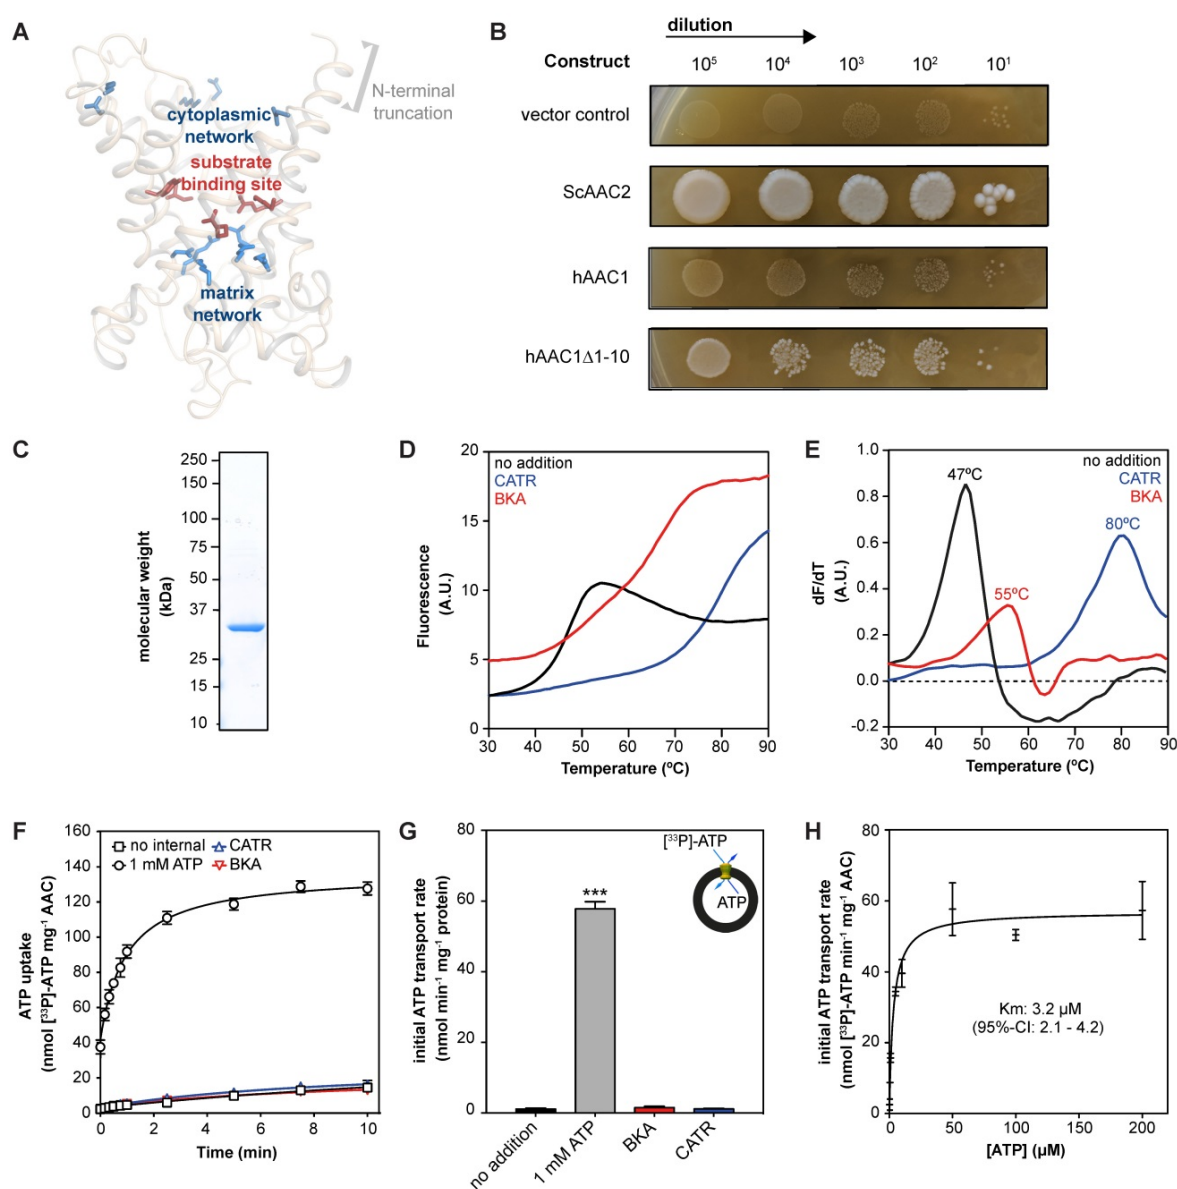 A
N-terminal
truncation
cytoplasmic
network
substrate
binding site
matrix
network
B
dilution
Construct 10⁵ 10⁴ 10³ 10² 10¹
vector control
ScAAC2
hAAC1
hAAC1Δ1-10
C
molecular weight
(kDa)
250
150
100
75
50
37
25
15
10
D
no addition
CATR
BKA
Fluorescence
(A.U.)
20
15
10
5
0
30 40 50 60 70 80 90
Temperature (ºC)
E
no addition
CATR
BKA
47ºC
80ºC
55ºC
dF/dT
(A.U.)
1.0
0.8
0.6
0.4
0.2
0.0
-0.2
30 40 50 60 70 80 90
Temperature (ºC)
F
no internal CATR
1 mM ATP BKA
ATP uptake
(nmol [³³P]-ATP mg⁻¹ AAC)
160
140
120
100
80
60
40
20
0
0 2 4 6 8 10
Time (min)
G
[³³P]-ATP
ATP
***
initial ATP transport rate
(nmol min⁻¹ mg⁻¹ protein)
80
60
40
20
0
no addition
1 mM ATP
BKA
CATR
H
initial ATP transport rate
(nmol [³³P]-ATP min⁻¹ mg⁻¹ AAC)
80
60
40
20
0
Km: 3.2 µM
(95%-CI: 2.1 - 4.2)
0 50 100 150 200
[ATP] (µM)